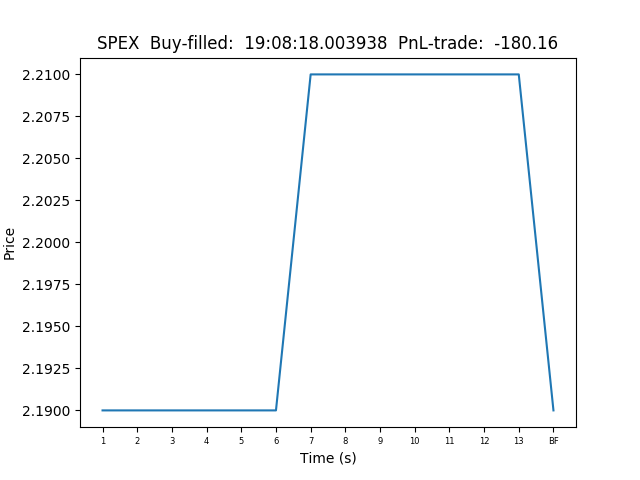 SPEX  Buy-filled:  19:08:18.003938  PnL-trade:  -180.16
2.2100
2.2075
2.2050
2.2025
2.2000
2.1975
2.1950
2.1925
2.1900
Price
1 2 3 4 5 6 7 8 9 10 11 12 13 BF
Time (s)